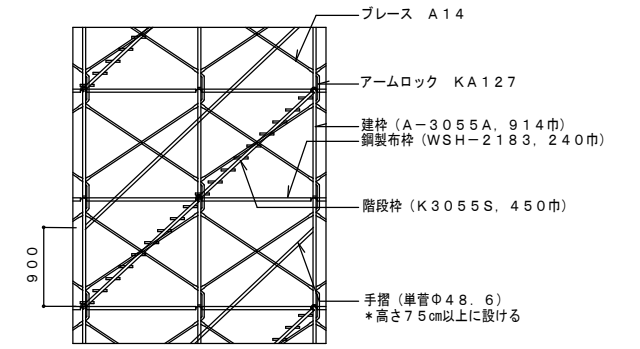 ブレース　Ａ１４
アームロック　ＫＡ１２７
建枠（Ａ－３０５５Ａ，９１４巾）
鋼製布枠（ＷＳＨ－２１８３，２４０巾）
階段枠（Ｋ３０５５Ｓ，４５０巾）
９００
手摺（単菅Φ４８．６）
＊高さ７５㎝以上に設ける